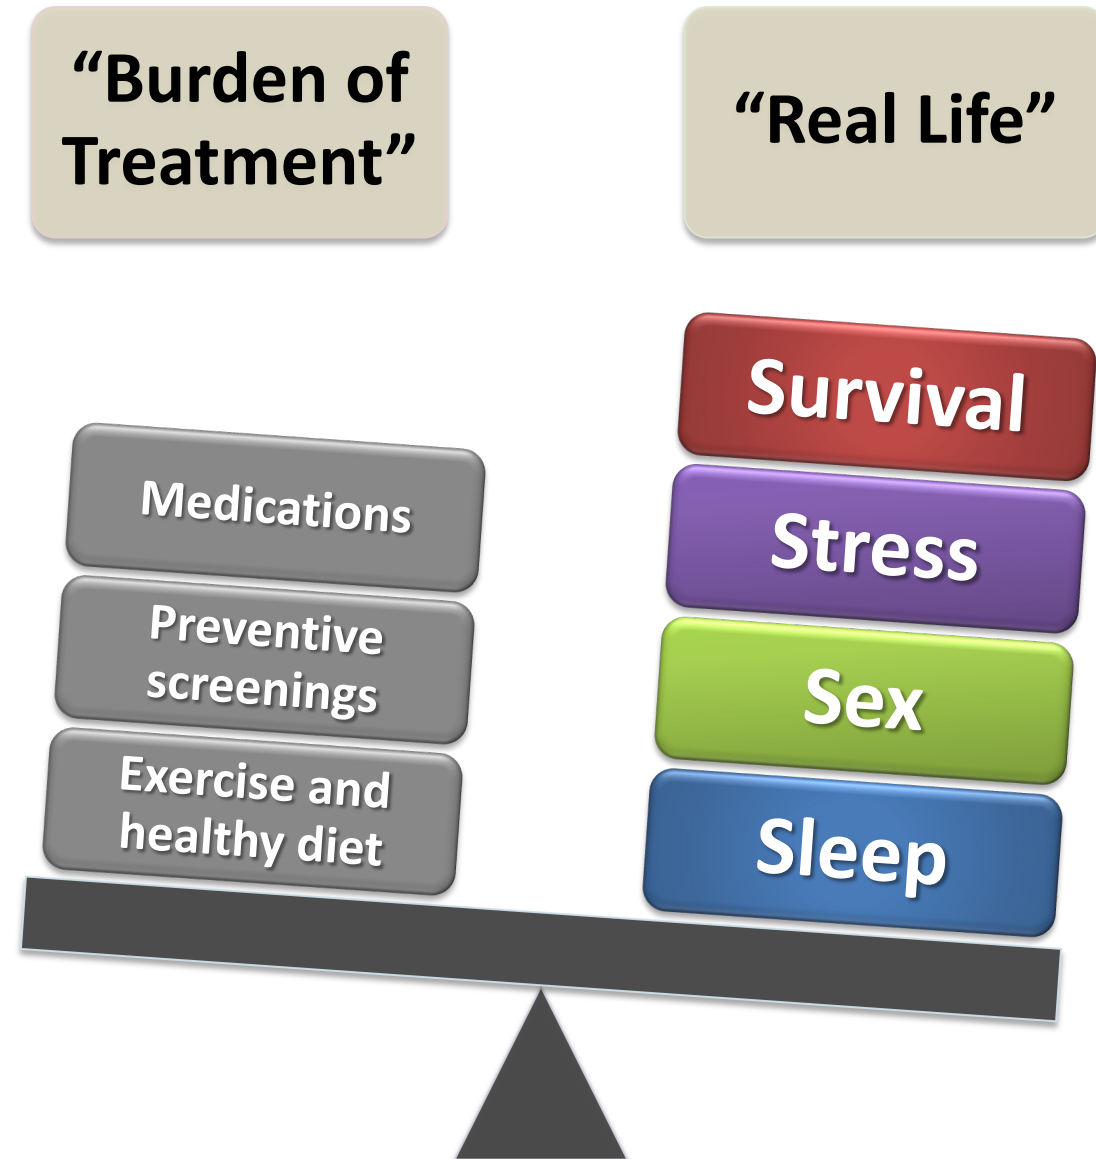 “Burden of
Treatment”
“Real Life”
Medications
Preventive
screenings
Exercise and
healthy diet
Survival
Stress
Sex
Sleep